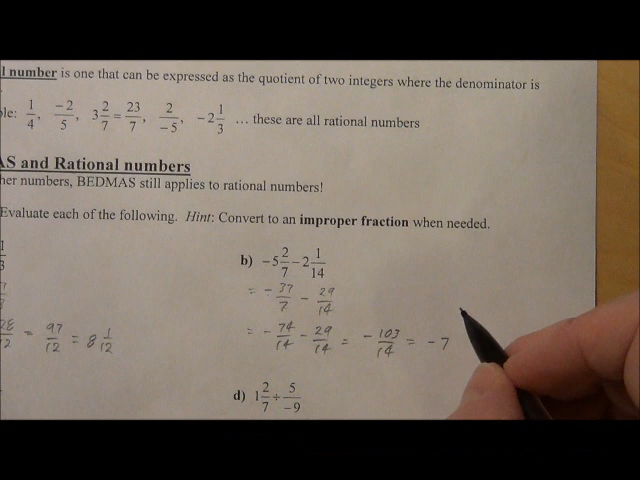 l number is one that can be expressed as the quotient of two integers where the denominator is
ple: 1/4, -2/5, 3 2/7 = 23/7, 2/-5, -2 1/3 … these are all rational numbers
AS and Rational numbers
her numbers, BEDMAS still applies to rational numbers!
Evaluate each of the following. Hint: Convert to an improper fraction when needed.
1/3
b) -5 2/7 - 2 1/14
= - 37/7 - 29/14
28/12 = 97/12 = 8 1/12
= - 74/14 - 29/14 = - 103/14 = -7
d) 1 2/7 ÷ 5/-9